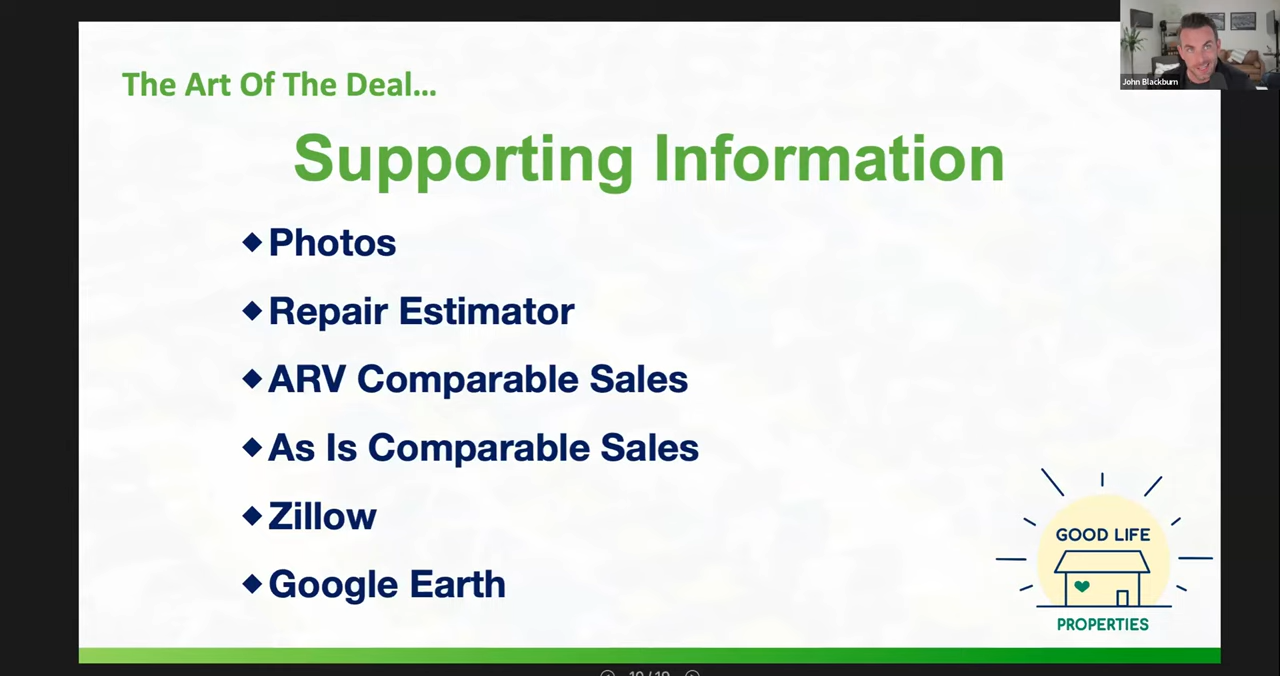 The Art Of The Deal...
John Blackburn
Supporting Information
Photos
Repair Estimator
ARV Comparable Sales
As Is Comparable Sales
Zillow
Google Earth
GOOD LIFE
PROPERTIES